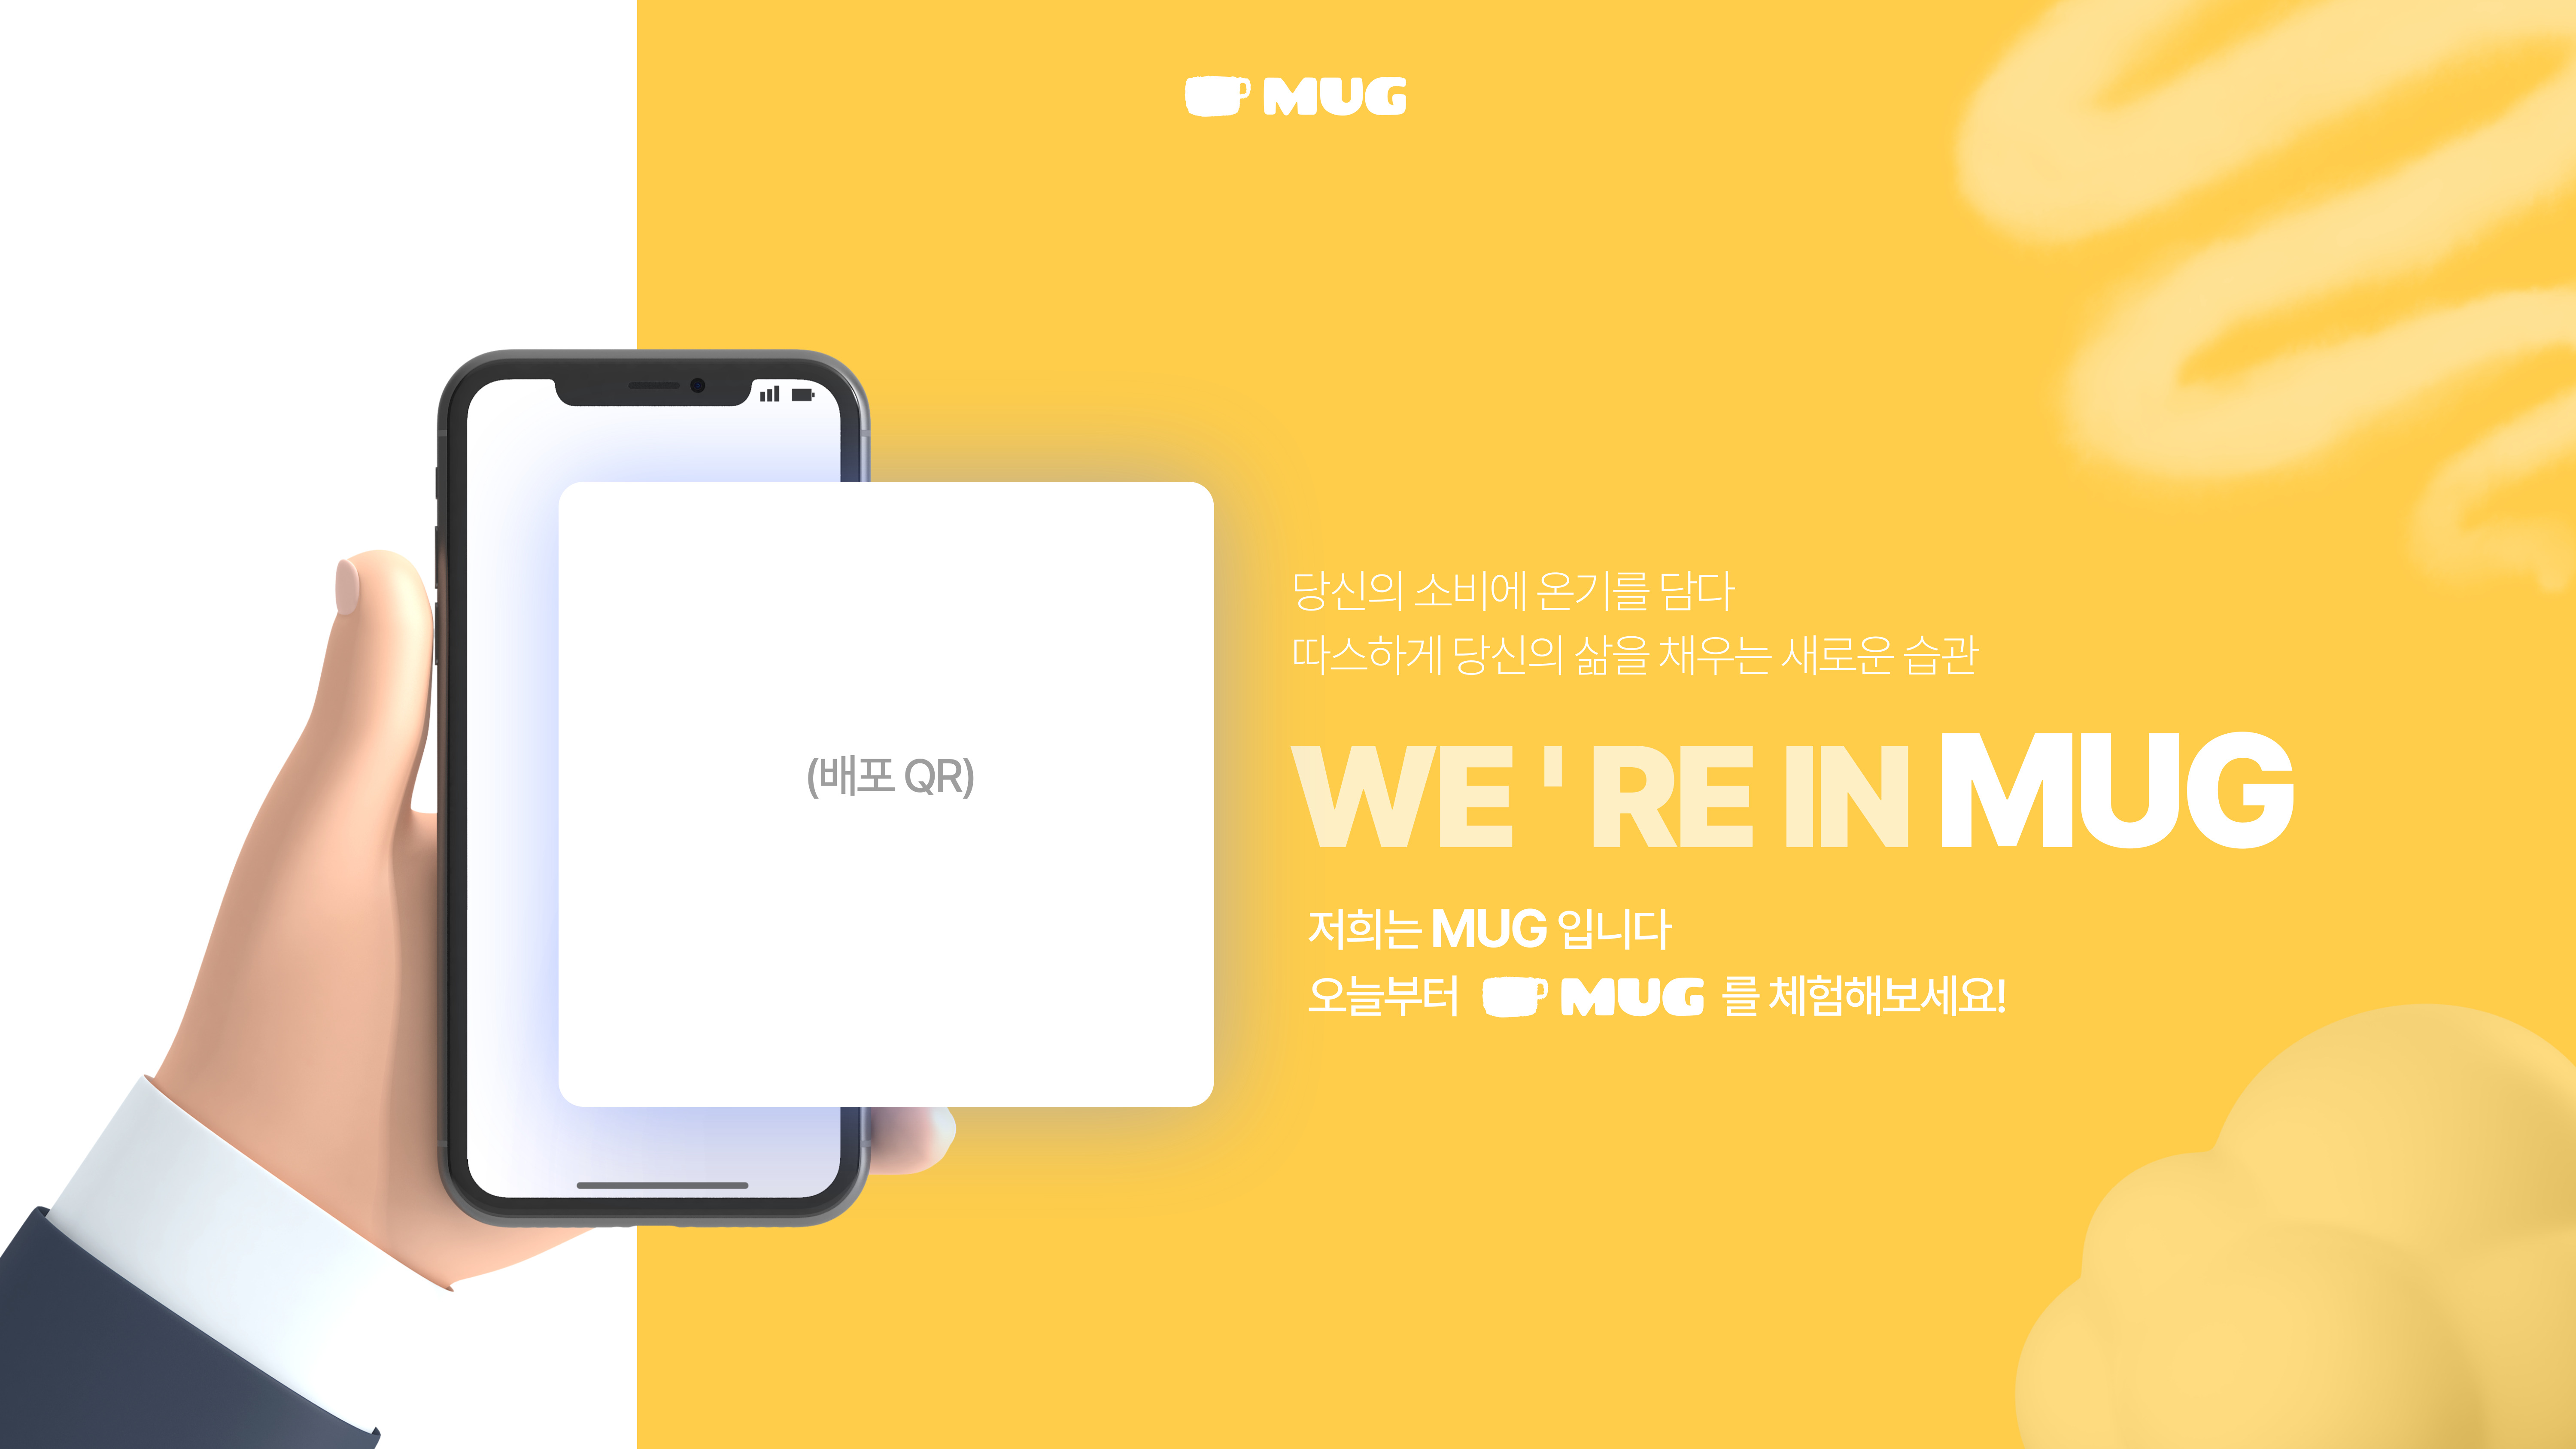 MUG
(배포 QR)
당신의 소비에 온기를 담다
따스하게 당신의 삶을 채우는 새로운 습관
WE ' RE IN MUG
저희는 MUG 입니다
오늘부터 MUG 를 체험해보세요!